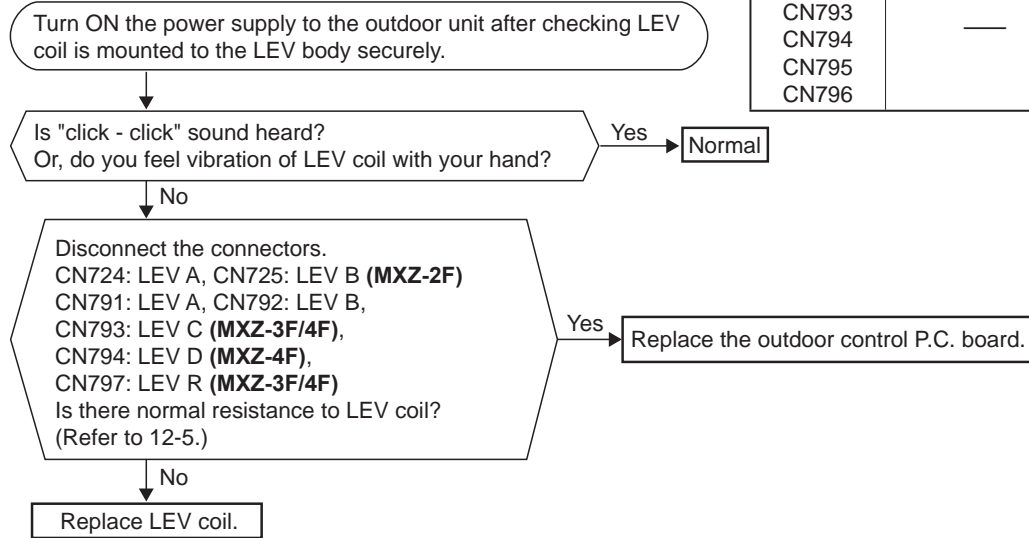 Turn ON the power supply to the outdoor unit after checking LEV
coil is mounted to the LEV body securely.
CN793
CN794
CN795
CN796
Is "click - click" sound heard?
Or, do you feel vibration of LEV coil with your hand?
Yes
Normal
No
Disconnect the connectors.
CN724: LEV A, CN725: LEV B (MXZ-2F)
CN791: LEV A, CN792: LEV B,
CN793: LEV C (MXZ-3F/4F),
CN794: LEV D (MXZ-4F),
CN797: LEV R (MXZ-3F/4F)
Is there normal resistance to LEV coil?
(Refer to 12-5.)
Yes
Replace the outdoor control P.C. board.
No
Replace LEV coil.